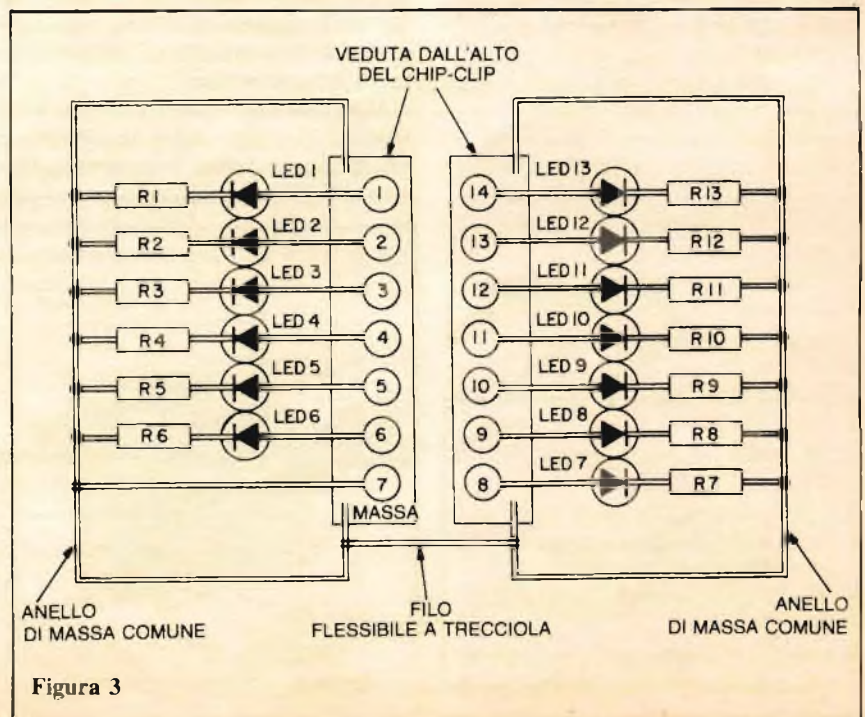 VEDUTA DALL'ALTO
DEL CHIP-CLIP
LED 1
R1
1
LED 2
R2
2
LED 3
R3
3
LED 4
R4
4
LED 5
R5
5
LED 6
R6
6
7
MASSA
LED 13
14
R13
LED 12
13
R12
LED 11
12
R11
LED 10
11
R10
LED 9
10
R9
LED 8
9
R8
LED 7
8
R7
ANELLO
DI MASSA COMUNE
FILO
FLESSIBILE A TRECCIOLA
ANELLO
DI MASSA COMUNE
Figura 3